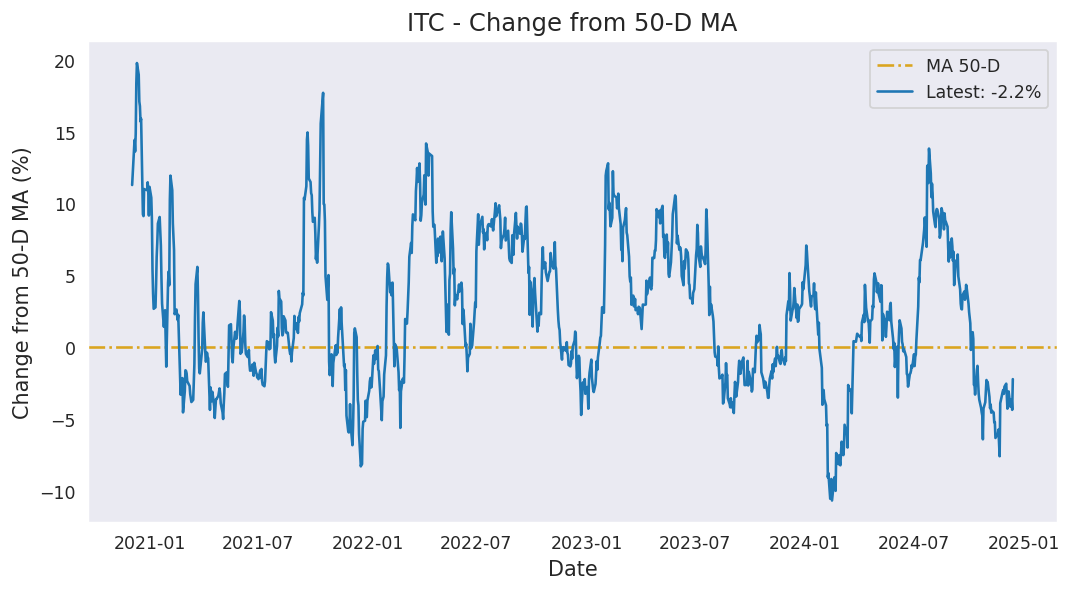 ITC - Change from 50-D MA
MA 50-D
Latest: -2.2%
Change from 50-D MA (%)
20
15
10
5
0
−5
−10
2021-01 2021-07 2022-01 2022-07 2023-01 2023-07 2024-01 2024-07 2025-01
Date